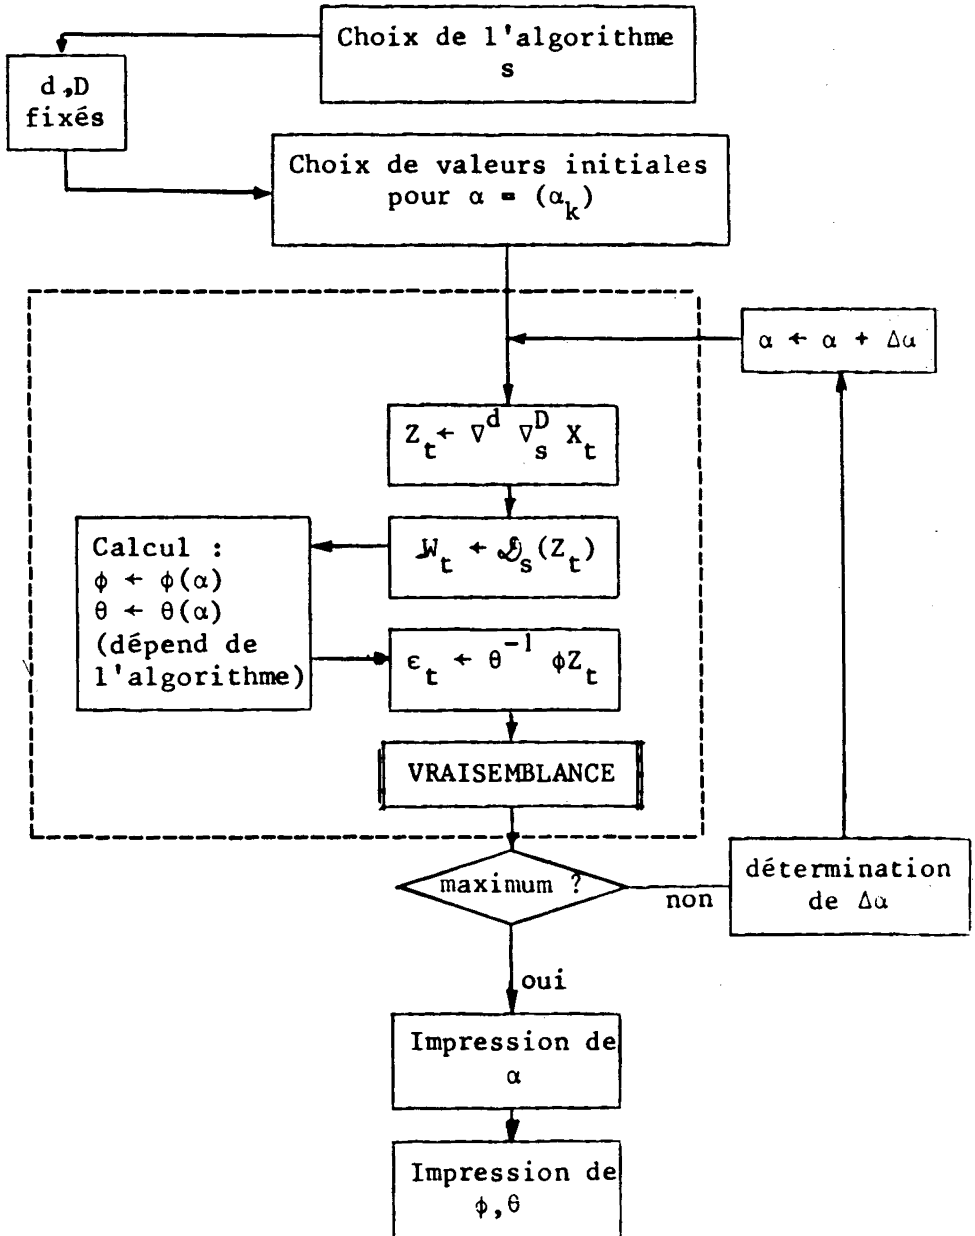 Choix de l'algorithme
s
d,D
fixés
Choix de valeurs initiales
pour α = (α_k)
α ← α + Δα
Z_t ← ∇^d ∇_s^D X_t
W_t ← 𝒟_s(Z_t)
Calcul :
ϕ ← ϕ(α)
θ ← θ(α)
(dépend de
l'algorithme)
ε_t ← θ^{-1} ϕZ_t
VRAISEMBLANCE
maximum ?
non
détermination
de Δα
oui
Impression de
α
Impression de
ϕ,θ